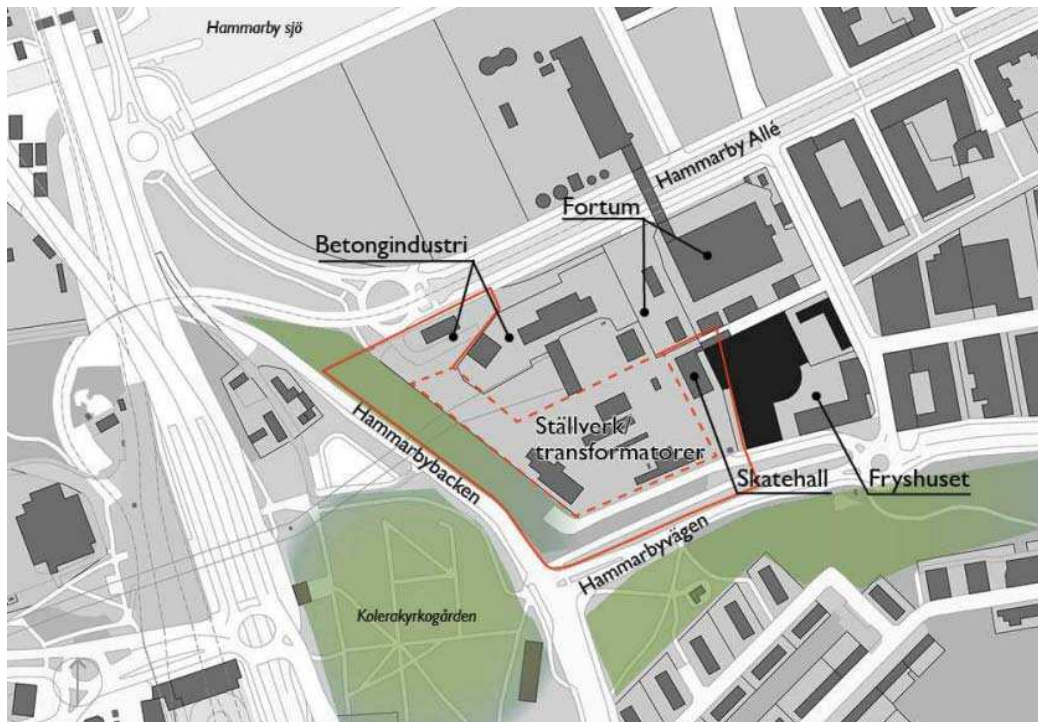 Hammarby sjö
Hammarby Allé
Fortum
Betongindustri
Ställverk/
transformatorer
Hammarbybacken
Skatehall
Fryshuset
Hammarbyvägen
Kolerakyrkogården